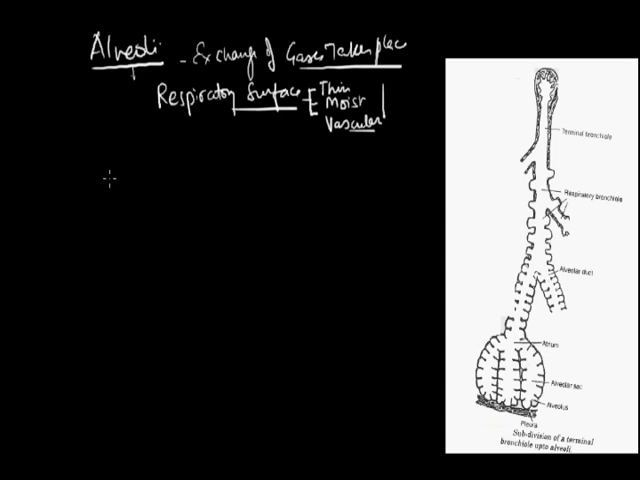 Alveoli - Exchange of Gases Takes place
Respiratory Surface - Thin
Moist
Vascular
Terminal bronchiole
Respiratory bronchiole
Alveolar duct
Atrum
Alveolar sac
Alveolus
Pleura
Sub-division of a terminal
bronchiole upto alveoli.